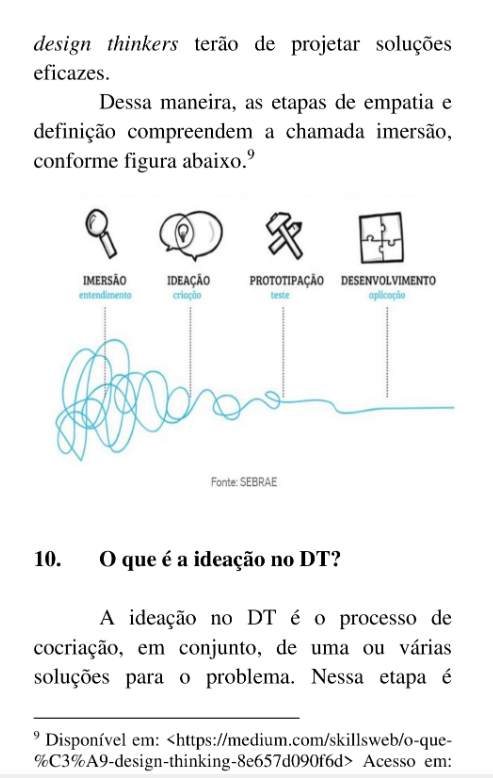 design thinkers terão de projetar soluções
eficazes.
Dessa maneira, as etapas de empatia e
definição compreendem a chamada imersão,
conforme figura abaixo.⁹
IMERSÃO
entendimento
IDEAÇÃO
criação
PROTOTIPAÇÃO
teste
DESENVOLVIMENTO
aplicação
Fonte: SEBRAE
10. O que é a ideação no DT?
A ideação no DT é o processo de
cocriação, em conjunto, de uma ou várias
soluções para o problema. Nessa etapa é
⁹ Disponível em: <https://medium.com/skillsweb/o-que-
%C3%A9-design-thinking-8e657d090f6d> Acesso em: